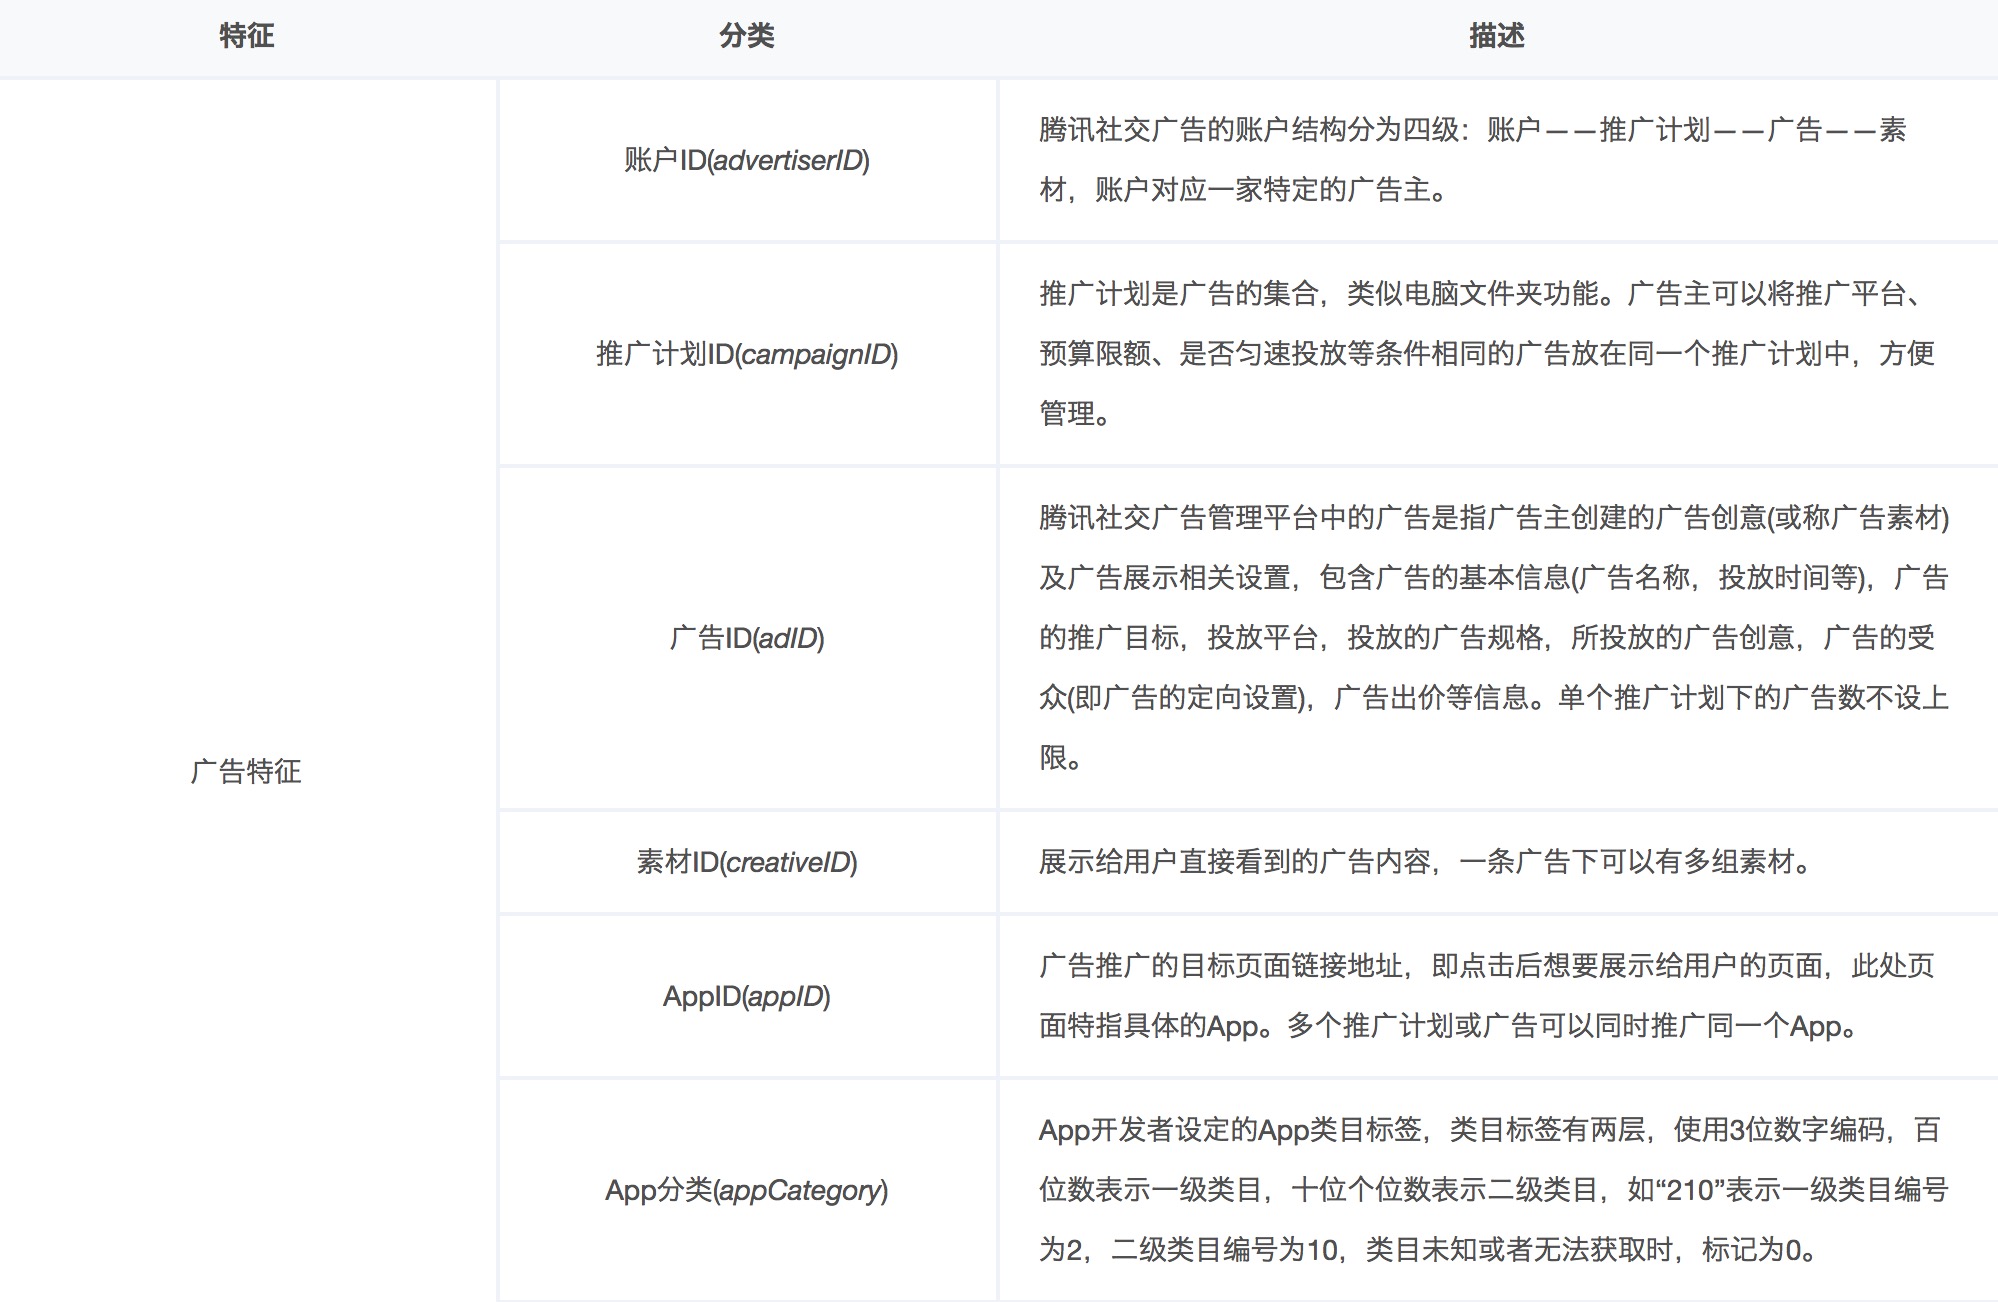 特征 分类 描述
账户ID(advertiserID)
腾讯社交广告的账户结构分为四级：账户——推广计划——广告——素
材，账户对应一家特定的广告主。
推广计划ID(campaignID)
推广计划是广告的集合，类似电脑文件夹功能。广告主可以将推广平台、
预算限额、是否匀速投放等条件相同的广告放在同一个推广计划中，方便
管理。
广告特征
广告ID(adID)
腾讯社交广告管理平台中的广告是指广告主创建的广告创意(或称广告素材)
及广告展示相关设置，包含广告的基本信息(广告名称，投放时间等)，广告
的推广目标，投放平台，投放的广告规格，所投放的广告创意，广告的受
众(即广告的定向设置)，广告出价等信息。单个推广计划下的广告数不设上
限。
素材ID(creativeID)
展示给用户直接看到的广告内容，一条广告下可以有多组素材。
AppID(appID)
广告推广的目标页面链接地址，即点击后想要展示给用户的页面，此处页
面特指具体的App。多个推广计划或广告可以同时推广同一个App。
App分类(appCategory)
App开发者设定的App类目标签，类目标签有两层，使用3位数字编码，百
位数表示一级类目，十位个位数表示二级类目，如“210”表示一级类目编号
为2，二级类目编号为10，类目未知或者无法获取时，标记为0。